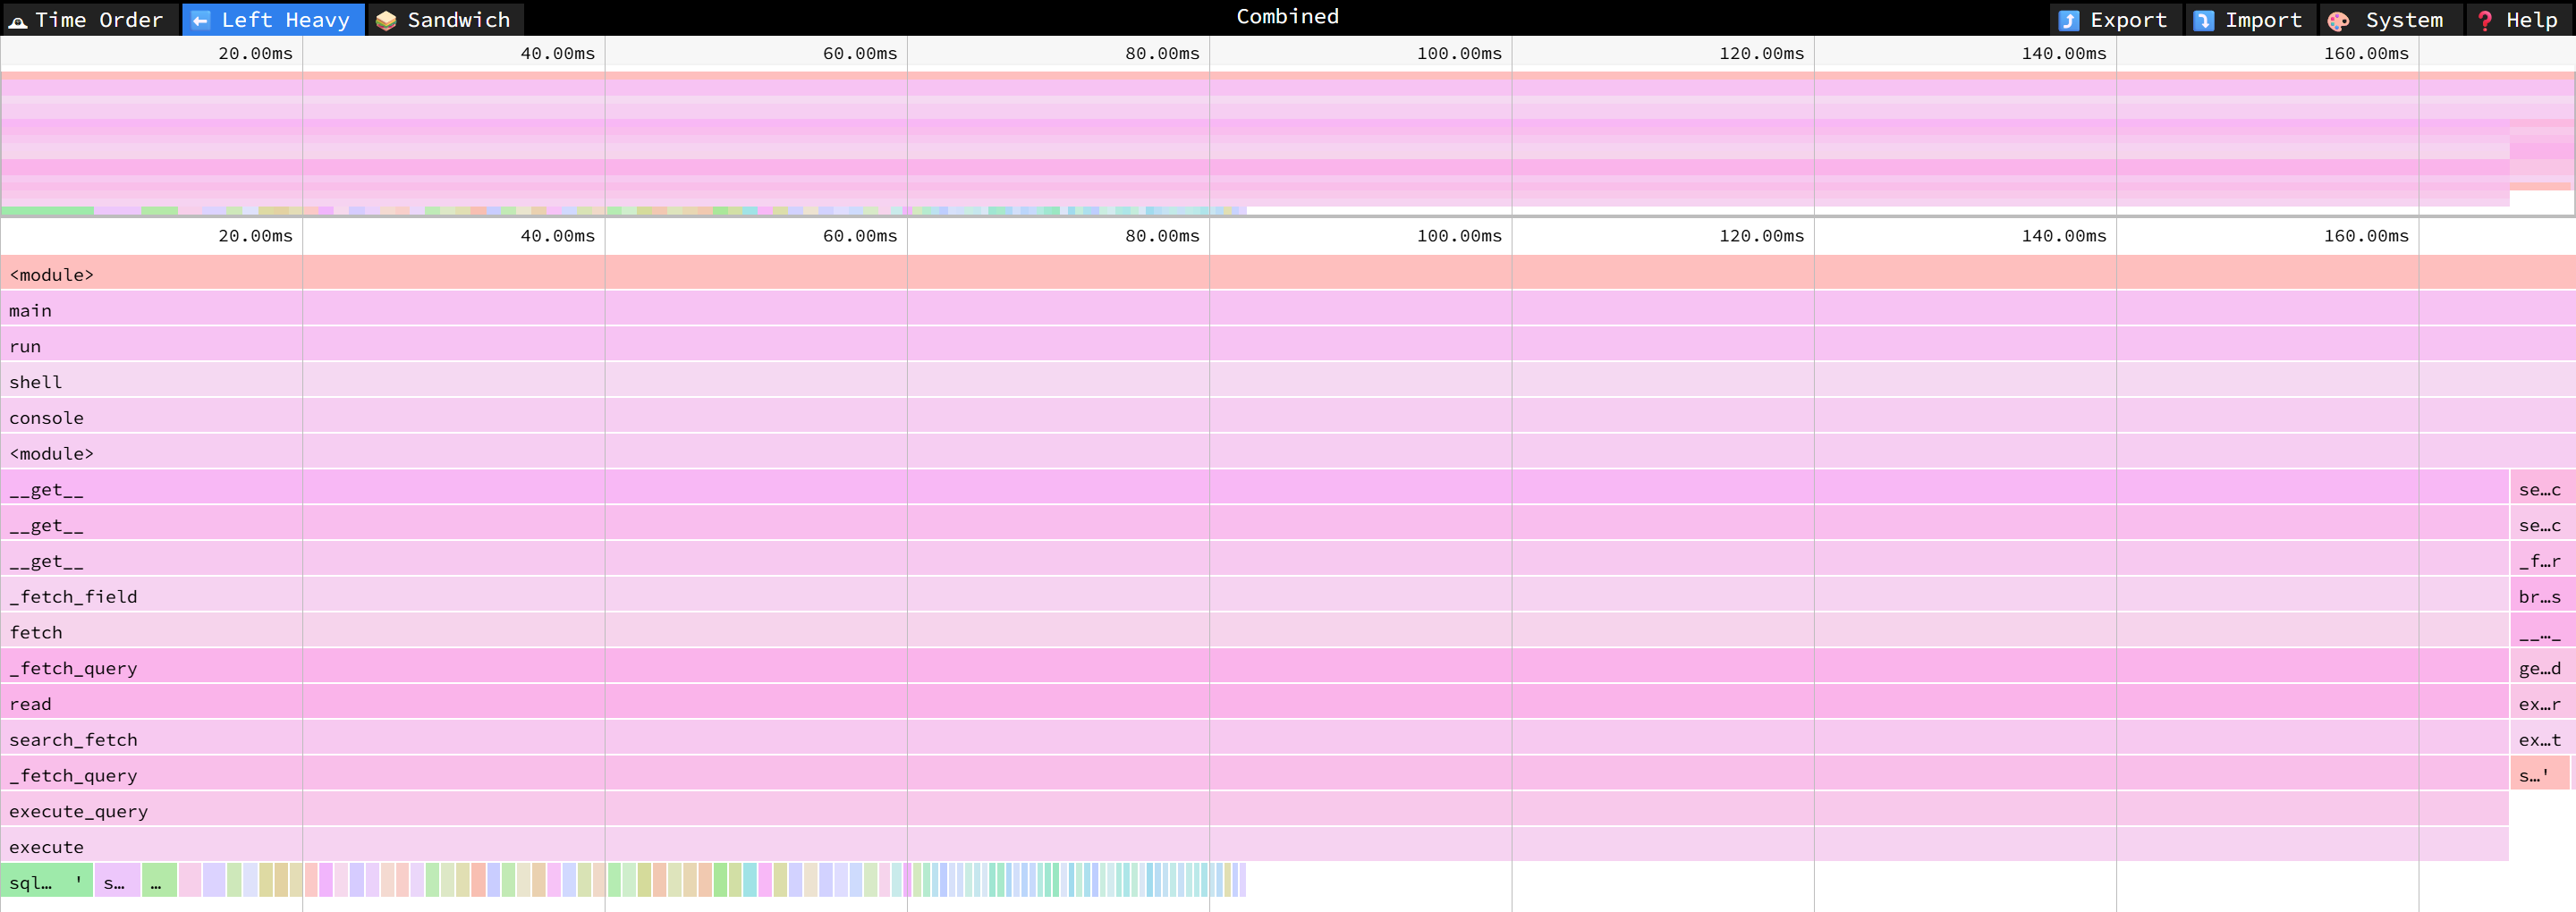 Time Order Left Heavy Sandwich Combined Export Import System Help
20.00ms 40.00ms 60.00ms 80.00ms 100.00ms 120.00ms 140.00ms 160.00ms
20.00ms 40.00ms 60.00ms 80.00ms 100.00ms 120.00ms 140.00ms 160.00ms
<module>
main
run
shell
console
<module>
__get__ se…c
__get__ se…c
__get__ _f…r
_fetch_field br…s
fetch __…_
_fetch_query ge…d
read ex…r
search_fetch ex…t
_fetch_query s…'
execute_query
execute
sql… ' s… …